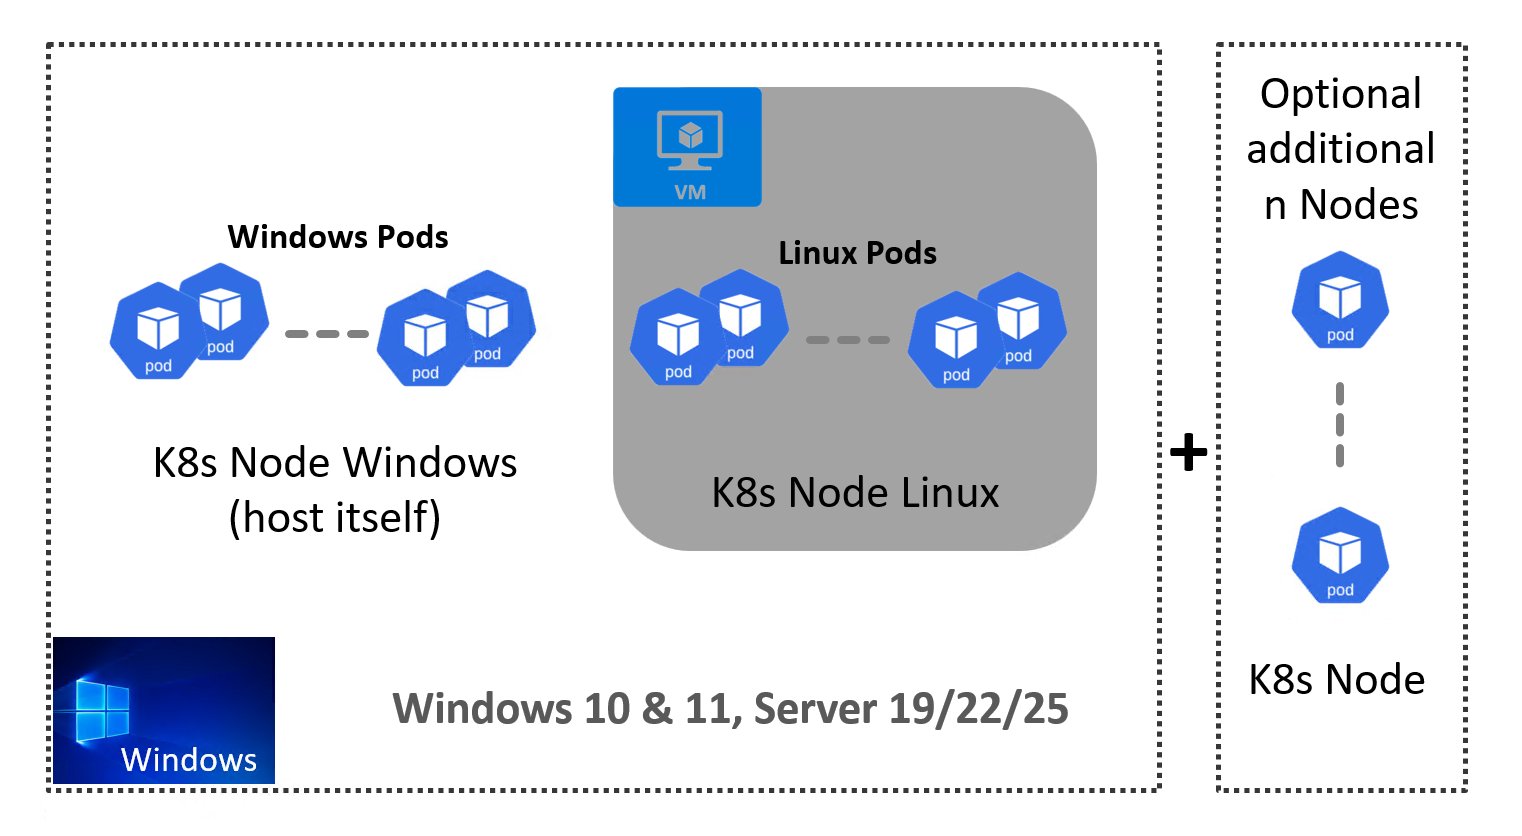 Windows Pods
pod
pod
pod
pod
K8s Node Windows
(host itself)
VM
Linux Pods
pod
pod
pod
pod
K8s Node Linux
Windows
Windows 10 & 11, Server 19/22/25
+
Optional
additional
n Nodes
pod
pod
K8s Node